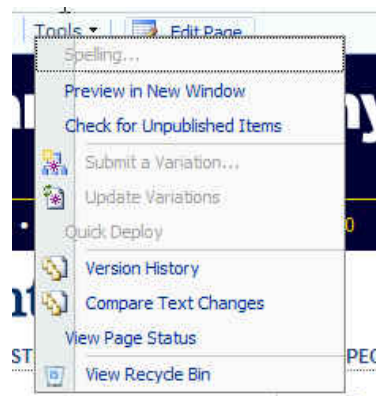 Tools
Edit Page
Spelling...
Preview in New Window
Check for Unpublished Items
Submit a Variation...
Update Variations
Quick Deploy
Version History
Compare Text Changes
View Page Status
View Recycle Bin